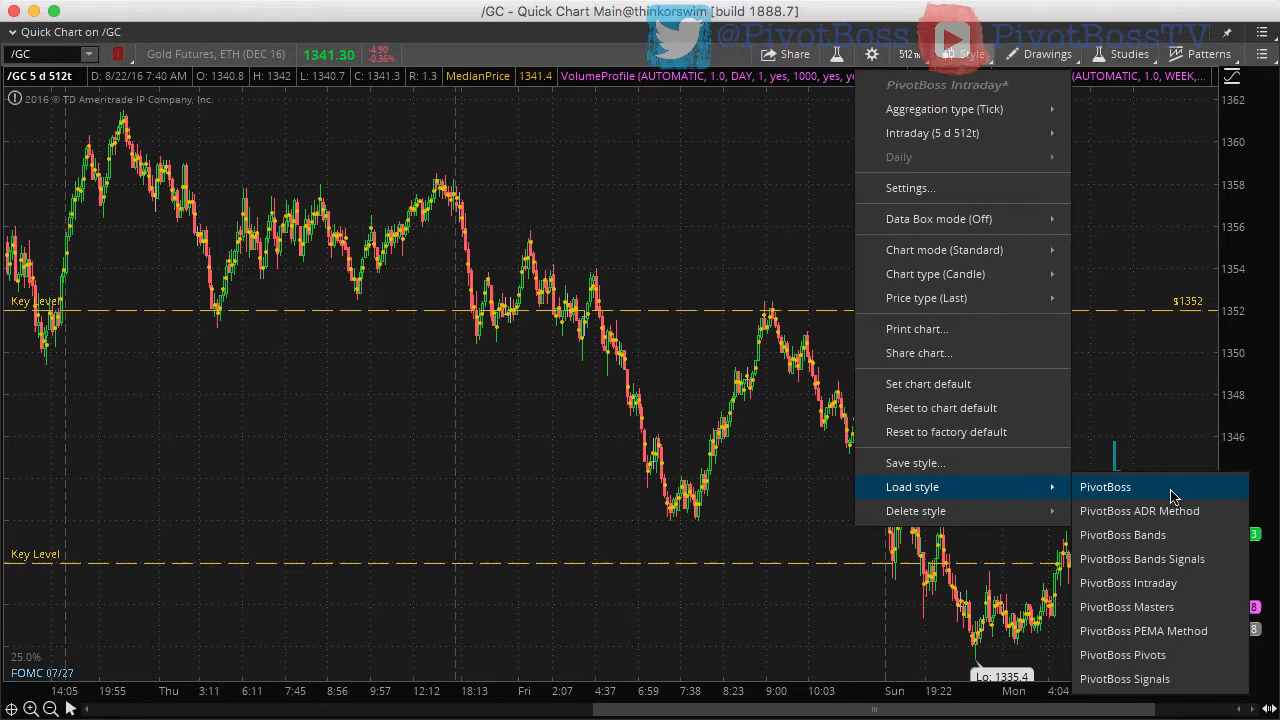 /GC - Quick Chart Main@thinkorswim [build 1888.7]
Quick Chart on /GC
@PivotBoss PivotBossTV
/GC Gold Futures, ETH (DEC 16) 1341.30 -4.90 -0.36% Share 512t Style Drawings Studies Patterns
/GC 5 d 512t D: 8/22/16 7:40 AM O: 1340.8 H: 1342 L: 1340.7 C: 1341.3 R: 1.3 MedianPrice 1341.4 VolumeProfile (AUTOMATIC, 1.0, DAY, 1, yes, 1000, yes, ye (AUTOMATIC, 1.0, WEEK,...
2016 © TD Ameritrade IP Company, Inc.
PivotBoss Intraday*
Aggregation type (Tick)
Intraday (5 d 512t)
Daily
Settings...
Data Box mode (Off)
Chart mode (Standard)
Chart type (Candle)
Price type (Last)
Print chart...
Share chart...
Set chart default
Reset to chart default
Reset to factory default
Save style...
Load style
Delete style
PivotBoss
PivotBoss ADR Method
PivotBoss Bands
PivotBoss Bands Signals
PivotBoss Intraday
PivotBoss Masters
PivotBoss PEMA Method
PivotBoss Pivots
PivotBoss Signals
1362
1360
1358
1356
1354
1352
1350
1348
1346
Key Level
$1352
Key Level
3
8
8
25.0%
FOMC 07/27
Lo: 1335.4
14:05 19:55 Thu 3:11 6:11 7:45 9:57 12:12 18:13 Fri 2:07 4:37 6:59 7:38 9:00 10:03 Sun 19:22 Mon 4:04